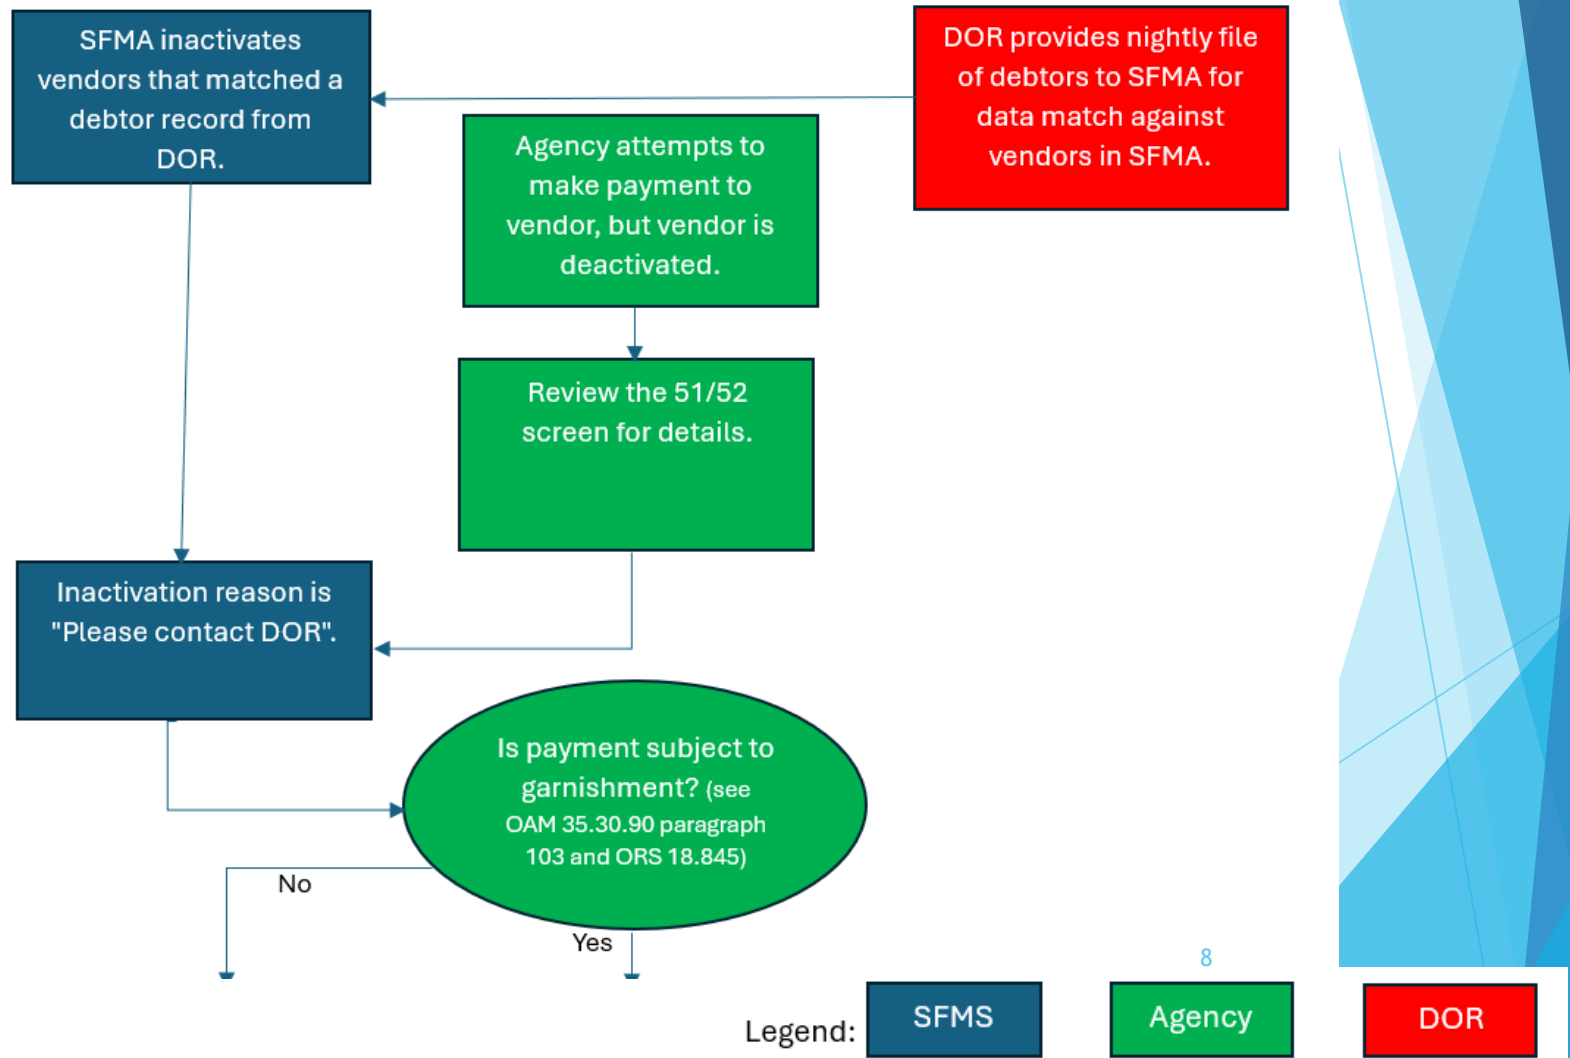 SFMA inactivates
vendors that matched a
debtor record from
DOR.
DOR provides nightly file
of debtors to SFMA for
data match against
vendors in SFMA.
Agency attempts to
make payment to
vendor, but vendor is
deactivated.
Review the 51/52
screen for details.
Inactivation reason is
"Please contact DOR".
Is payment subject to
garnishment? (see
OAM 35.30.90 paragraph
103 and ORS 18.845)
No
Yes
8
Legend:
SFMS
Agency
DOR